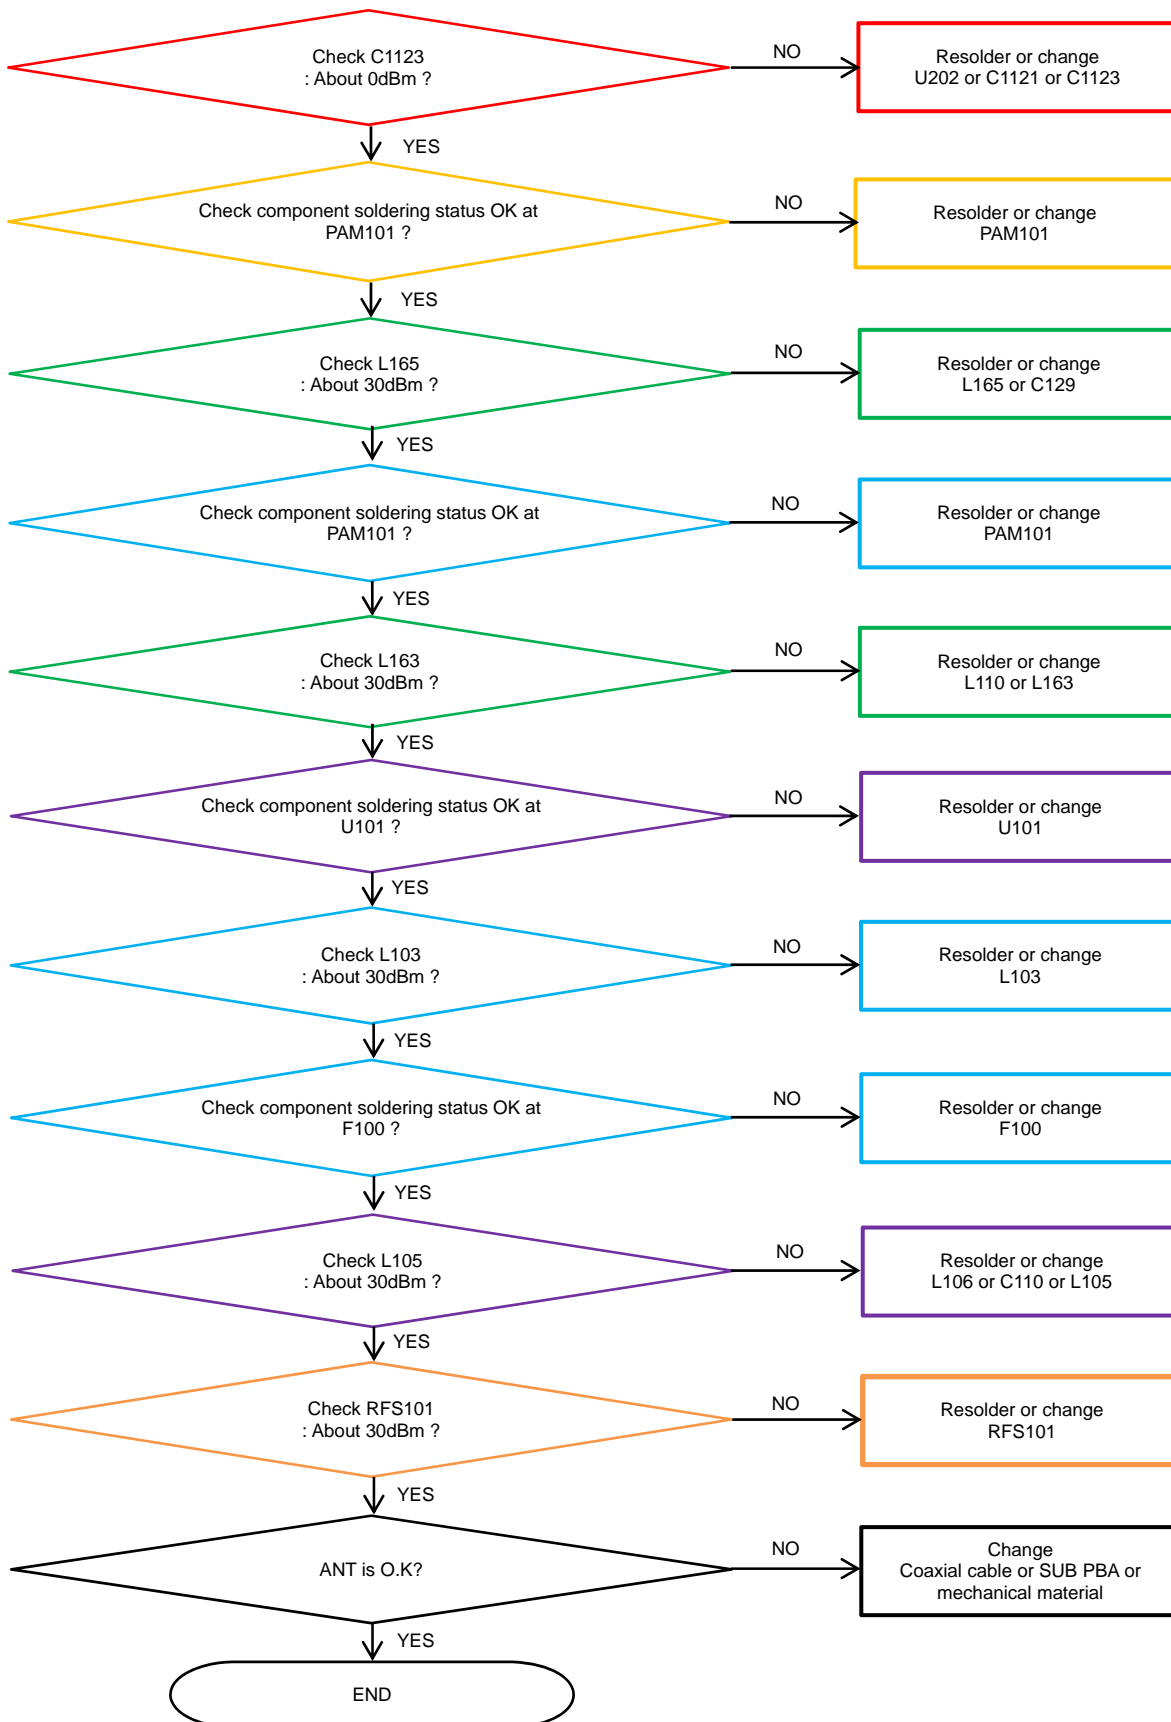 Check C1123
: About 0dBm ?
NO
Resolder or change
U202 or C1121 or C1123
YES
Check component soldering status OK at
PAM101 ?
NO
Resolder or change
PAM101
YES
Check L165
: About 30dBm ?
NO
Resolder or change
L165 or C129
YES
Check component soldering status OK at
PAM101 ?
NO
Resolder or change
PAM101
YES
Check L163
: About 30dBm ?
NO
Resolder or change
L110 or L163
YES
Check component soldering status OK at
U101 ?
NO
Resolder or change
U101
YES
Check L103
: About 30dBm ?
NO
Resolder or change
L103
YES
Check component soldering status OK at
F100 ?
NO
Resolder or change
F100
YES
Check L105
: About 30dBm ?
NO
Resolder or change
L106 or C110 or L105
YES
Check RFS101
: About 30dBm ?
NO
Resolder or change
RFS101
YES
ANT is O.K?
NO
Change
Coaxial cable or SUB PBA or
mechanical material
YES
END